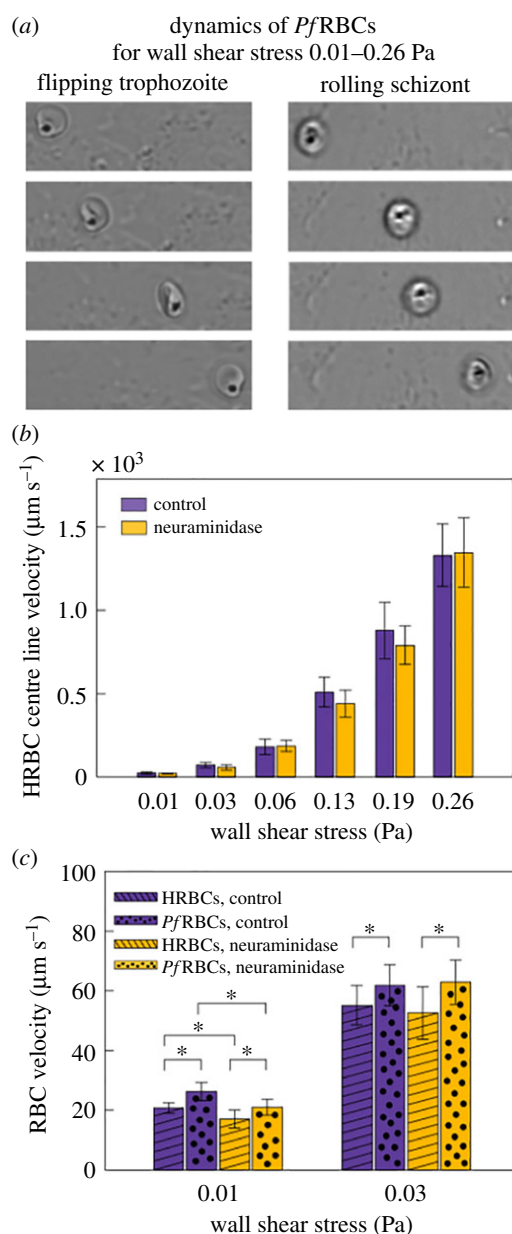 (a) dynamics of PfRBCs
for wall shear stress 0.01–0.26 Pa
flipping trophozoite
rolling schizont
(b)
× 10³
HRBC centre line velocity (µm s⁻¹)
control
neuraminidase
1.5
1.0
0.5
0
0.01 0.03 0.06 0.13 0.19 0.26
wall shear stress (Pa)
(c)
RBC velocity (µm s⁻¹)
100
80
60
40
20
0
HRBCs, control
PfRBCs, control
HRBCs, neuraminidase
PfRBCs, neuraminidase
* * * *
* *
0.01 0.03
wall shear stress (Pa)